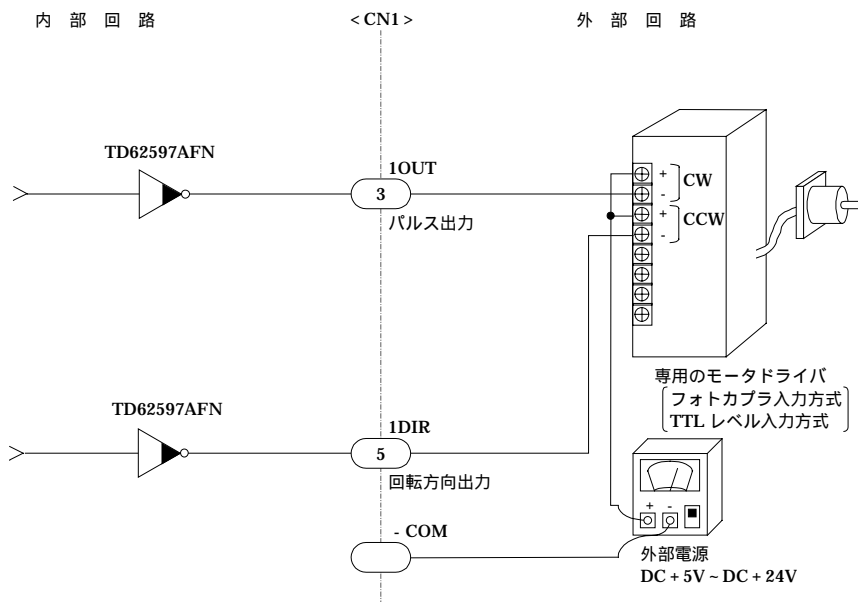 内部回路
< CN1 >
外部回路
TD62597AFN
1OUT
3
パルス出力
+
-
CW
+
-
CCW
専用のモータドライバ
フォトカプラ入力方式
TTL レベル入力方式
TD62597AFN
1DIR
5
回転方向出力
- COM
+ -
外部電源
DC + 5V ~ DC + 24V